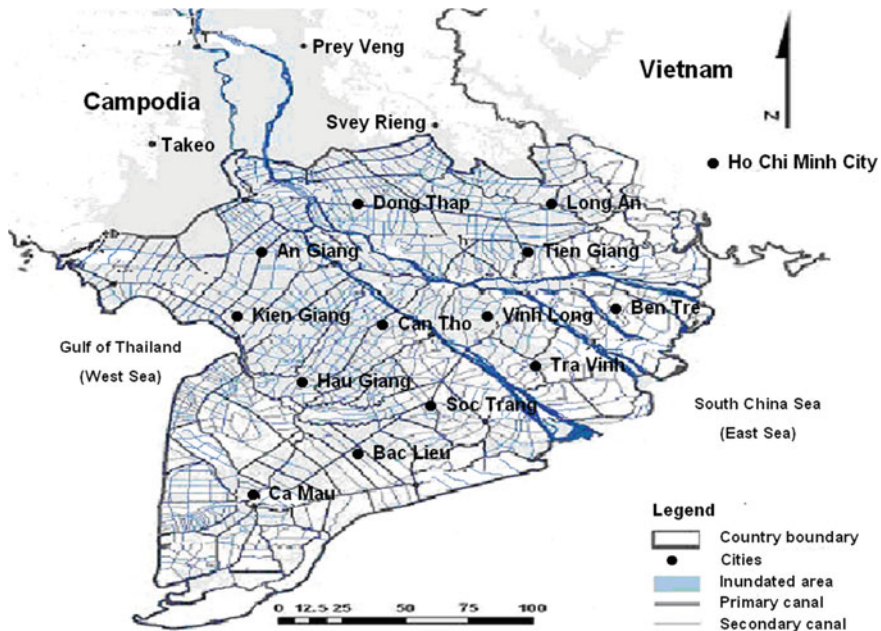 Prey Veng
Vietnam
Campodia
N
Svey Rieng
Takeo
Ho Chi Minh City
Dong Thap
Long An
An Giang
Tien Giang
Kien Giang
Can Tho
Vinh Long
Ben Tre
Gulf of Thailand
(West Sea)
Tra Vinh
Hau Giang
Soc Trang
South China Sea
(East Sea)
Bac Lieu
Ca Mau
Legend
Country boundary
Cities
Inundated area
Primary canal
Secondary canal
0 12.5 25 50 75 100